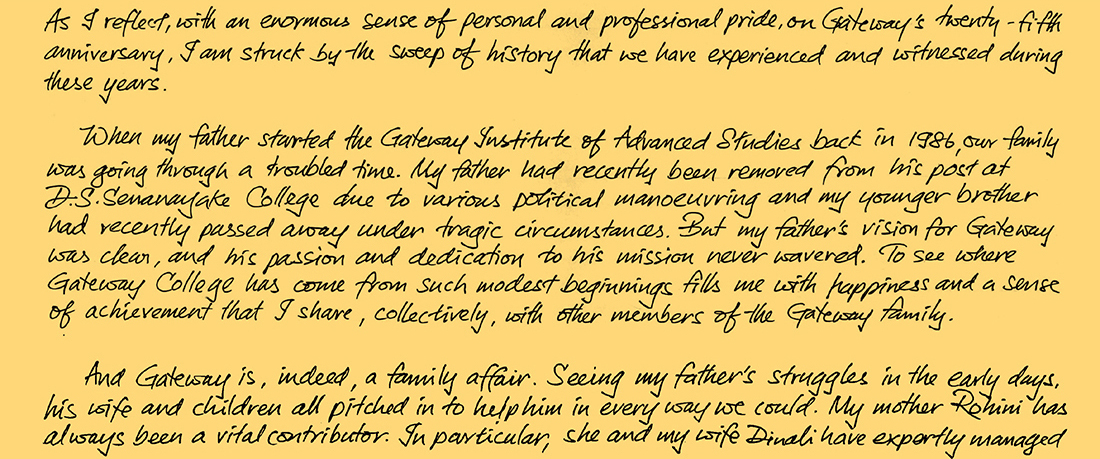 As I reflect, with an enormous sense of personal and professional pride, on Gateway's twenty-fifth
anniversary, I am struck by the sweep of history that we have experienced and witnessed during
these years.
When my father started the Gateway Institute of Advanced Studies back in 1986, our family
was going through a troubled time. My father had recently been removed from his post at
D.S. Senanayake College due to various political manoeuvring and my younger brother
had recently passed away under tragic circumstances. But my father's vision for Gateway
was clear, and his passion and dedication to his mission never wavered. To see where
Gateway College has come from such modest beginnings fills me with happiness and a sense
of achievement that I share, collectively, with other members of the Gateway family.
And Gateway is, indeed, a family affair. Seeing my father's struggles in the early days,
his wife and children all pitched in to help him in every way we could. My mother Rohini has
always been a vital contributor. In particular, she and my wife Dinali have expertly managed